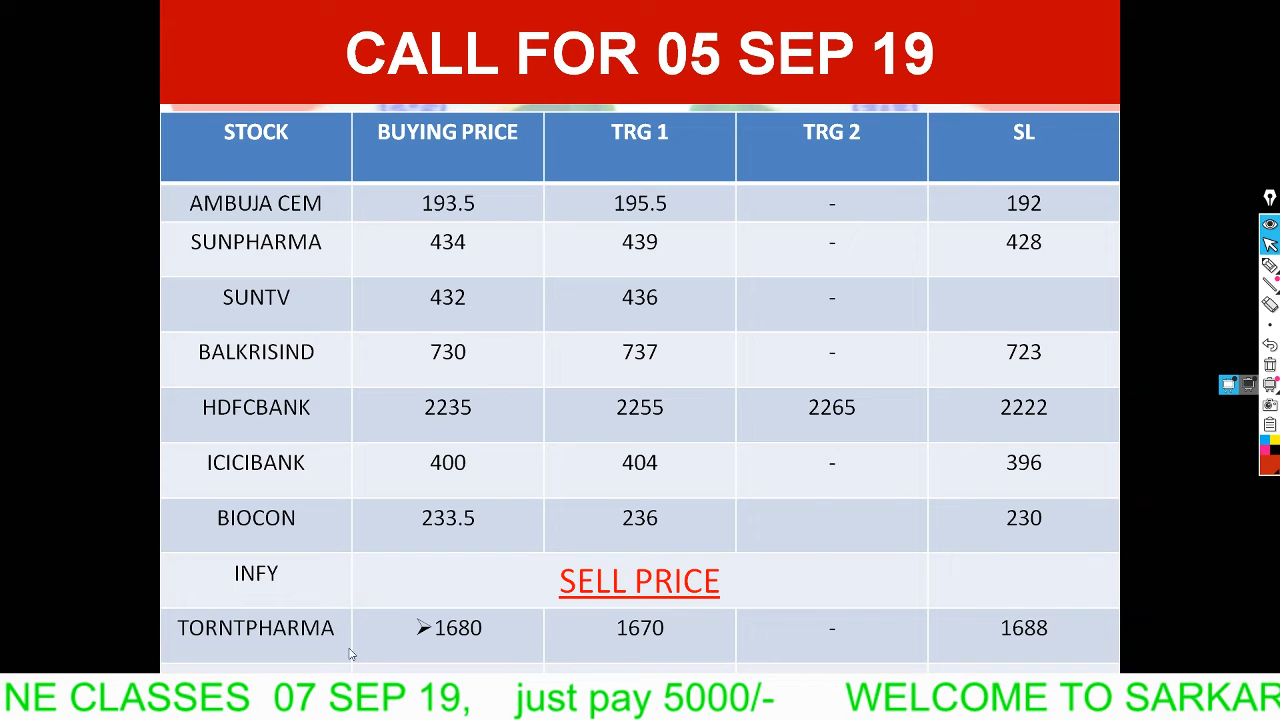 CALL FOR 05 SEP 19
STOCK BUYING PRICE TRG 1 TRG 2 SL
AMBUJA CEM 193.5 195.5 - 192
SUNPHARMA 434 439 - 428
SUNTV 432 436 -
BALKRISIND 730 737 - 723
HDFCBANK 2235 2255 2265 2222
ICICIBANK 400 404 - 396
BIOCON 233.5 236 230
INFY SELL PRICE
TORNTPHARMA ➢1680 1670 - 1688
NE CLASSES 07 SEP 19, just pay 5000/- WELCOME TO SARKAR